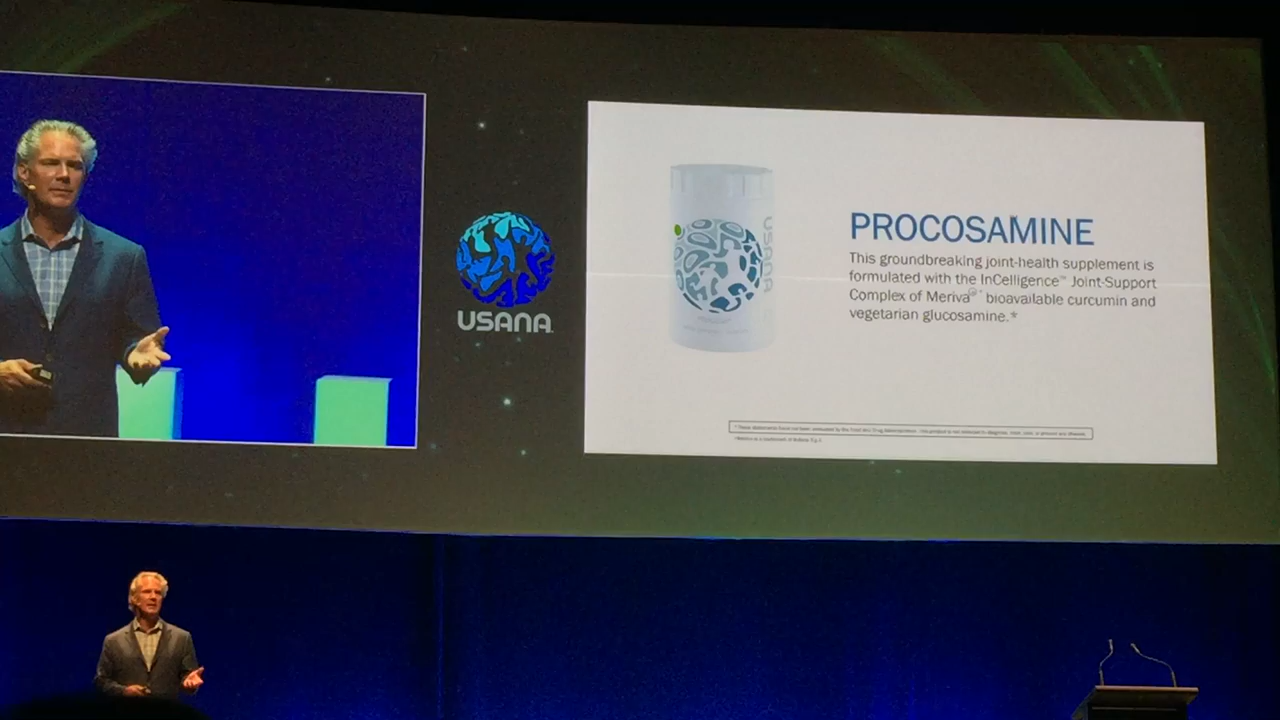 USANA
USANA
PROCOSAMINE
This groundbreaking joint-health supplement is
formulated with the InCelligence™ Joint-Support
Complex of Meriva®* bioavailable curcumin and
vegetarian glucosamine.*